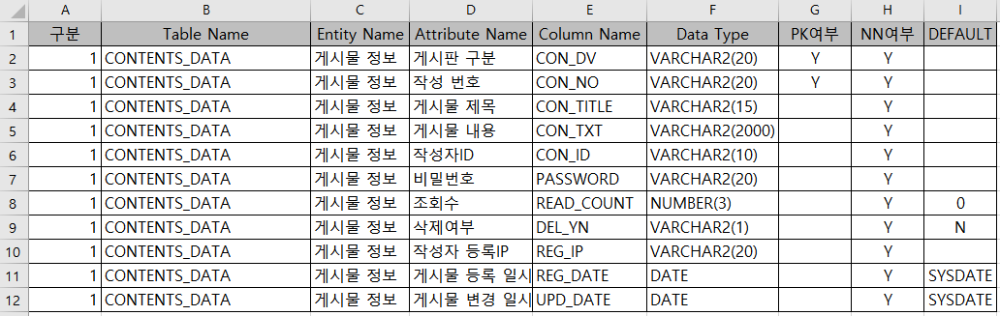 A B C D E F G H I
1 구분 Table Name Entity Name Attribute Name Column Name Data Type PK여부 NN여부 DEFAULT
2 1 CONTENTS_DATA 게시물 정보 게시판 구분 CON_DV VARCHAR2(20) Y Y
3 1 CONTENTS_DATA 게시물 정보 작성 번호 CON_NO VARCHAR2(20) Y Y
4 1 CONTENTS_DATA 게시물 정보 게시물 제목 CON_TITLE VARCHAR2(15) Y
5 1 CONTENTS_DATA 게시물 정보 게시물 내용 CON_TXT VARCHAR2(2000) Y
6 1 CONTENTS_DATA 게시물 정보 작성자ID CON_ID VARCHAR2(10) Y
7 1 CONTENTS_DATA 게시물 정보 비밀번호 PASSWORD VARCHAR2(20) Y
8 1 CONTENTS_DATA 게시물 정보 조회수 READ_COUNT NUMBER(3) Y 0
9 1 CONTENTS_DATA 게시물 정보 삭제여부 DEL_YN VARCHAR2(1) Y N
10 1 CONTENTS_DATA 게시물 정보 작성자 등록IP REG_IP VARCHAR2(20) Y
11 1 CONTENTS_DATA 게시물 정보 게시물 등록 일시 REG_DATE DATE Y SYSDATE
12 1 CONTENTS_DATA 게시물 정보 게시물 변경 일시 UPD_DATE DATE Y SYSDATE